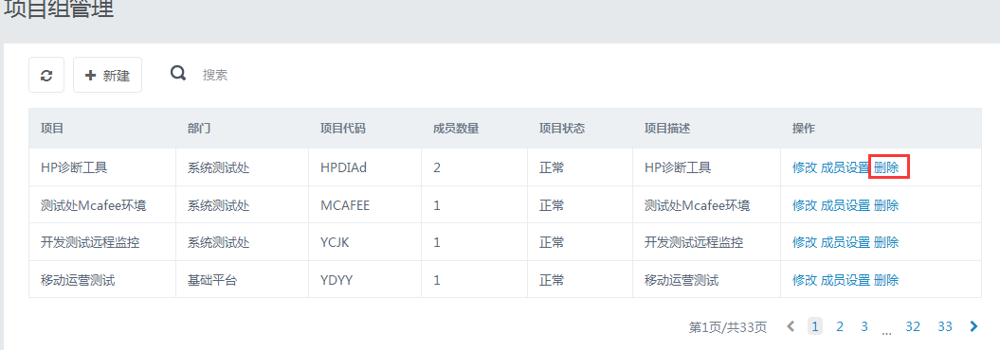 项目组管理
新建 搜索
项目 部门 项目代码 成员数量 项目状态 项目描述 操作
HP诊断工具 系统测试处 HPDIAd 2 正常 HP诊断工具 修改 成员设置 删除
测试处Mcafee环境 系统测试处 MCAFEE 1 正常 测试处Mcafee环境 修改 成员设置 删除
开发测试远程监控 系统测试处 YCJK 1 正常 开发测试远程监控 修改 成员设置 删除
移动运营测试 基础平台 YDYY 1 正常 移动运营测试 修改 成员设置 删除
第1页/共33页 1 2 3 ... 32 33